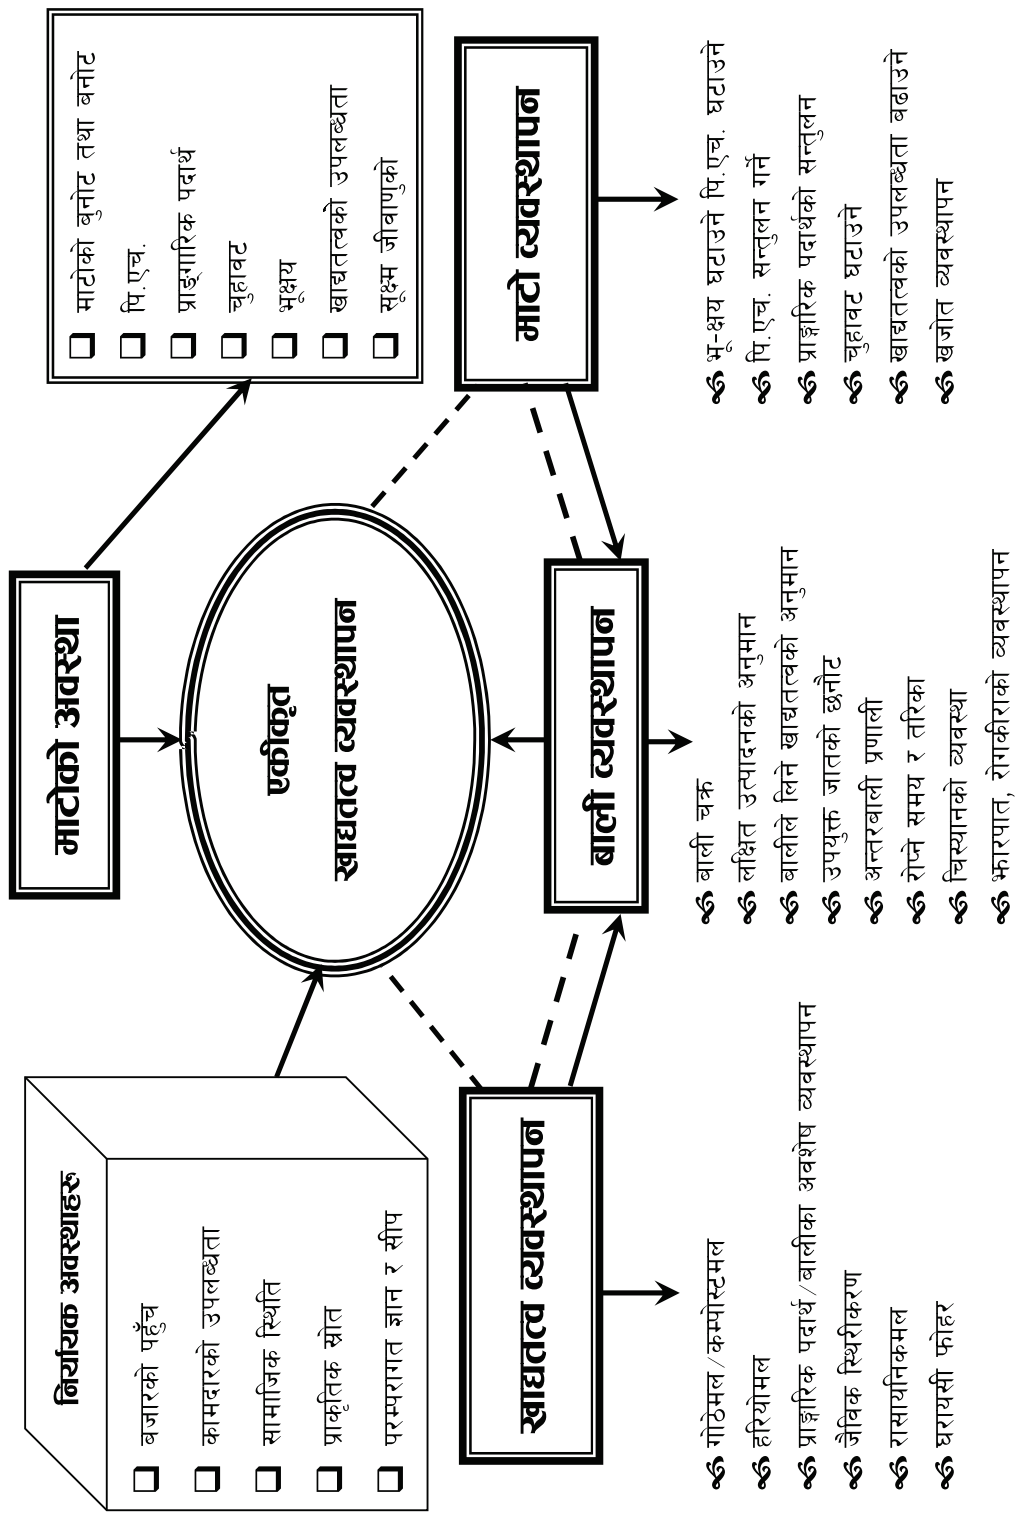 निर्यायक अवस्थाहरु
❑ बजारको पहुँच
❑ कामदारको उपलब्धता
❑ सामाजिक स्थिति
❑ प्राकृतिक स्रोत
❑ परम्परागत ज्ञान र सीप
माटोको अवस्था
❑ माटोको बुनोट तथा बनोट
❑ पि.एच.
❑ प्राङ्गारिक पदार्थ
❑ चुहावट
❑ भूक्षय
❑ खाद्यतत्वको उपलब्धता
❑ सूक्ष्म जीवाणुको
एकीकृत
खाद्यतत्व व्यवस्थापन
खाद्यतत्व व्यवस्थापन
गोठेमल/कम्पोस्टमल
हरियोमल
प्राङ्गारिक पदार्थ/बालीका अवशेष व्यवस्थापन
जैविक स्थिरीकरण
रासायनिकमल
घरायसी फोहर
बाली व्यवस्थापन
बाली चक्र
लक्षित उत्पादनको अनुमान
बालीले लिने खाद्यतत्वको अनुमान
उपयुक्त जातको छनौट
अन्तरबाली प्रणाली
रोप्ने समय र तरिका
चिस्यानको व्यवस्था
झारपात, रोगकीराको व्यवस्थापन
माटो व्यवस्थापन
भू-क्षय घटाउने पि.एच. घटाउने
पि.एच. सन्तुलन गर्ने
प्राङ्गारिक पदार्थको सन्तुलन
चुहावट घटाउने
खाद्यतत्वको उपलब्धता बढाउने
खनजोत व्यवस्थापन